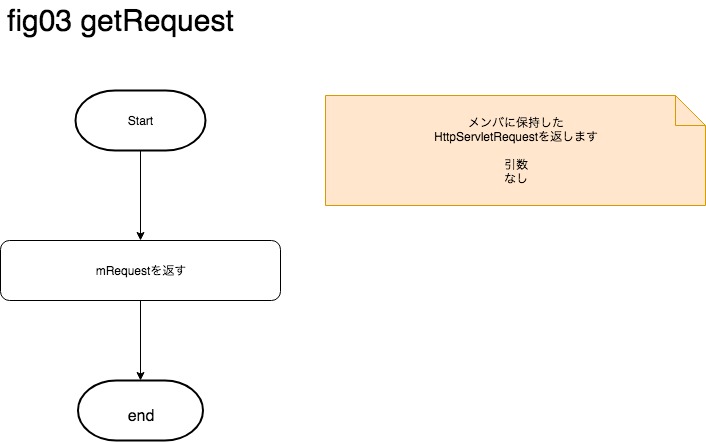 fig03 getRequest
Start
メンバに保持した
HttpServletRequestを返します
引数
なし
mRequestを返す
end